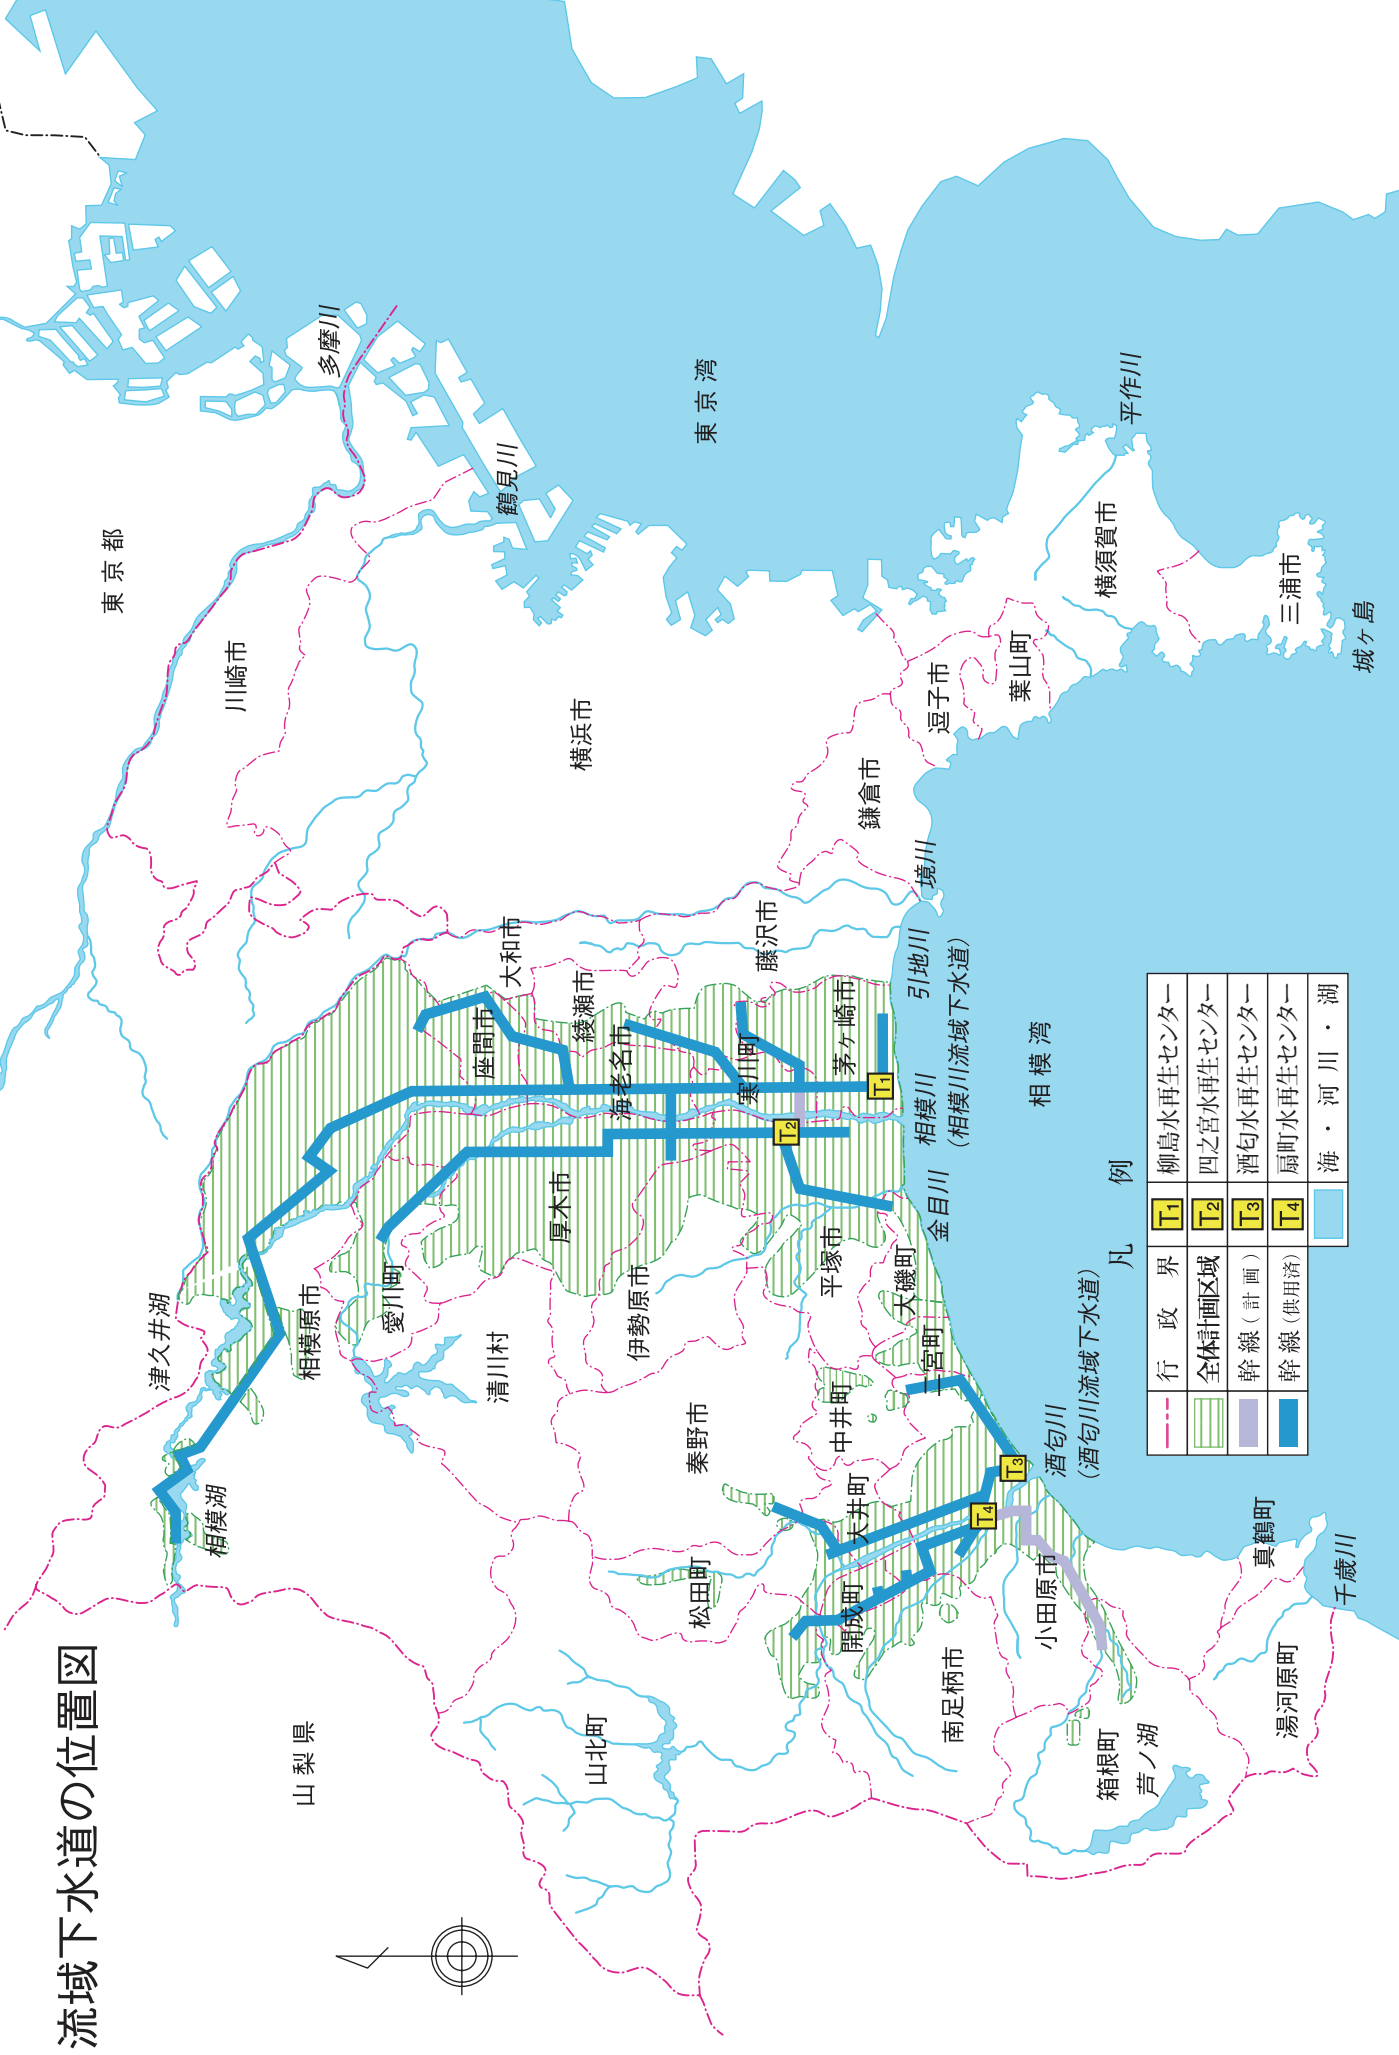 流域下水道の位置図
山梨県
東京都
川崎市
多摩川
鶴見川
横浜市
東京湾
津久井湖
相模湖
相模原市
愛川町
清川村
厚木市
座間市
大和市
綾瀬市
海老名市
伊勢原市
秦野市
藤沢市
寒川町
茅ヶ崎市
鎌倉市
逗子市
葉山町
横須賀市
平作川
三浦市
城ヶ島
境川
引地川
相模川
(相模川流域下水道)
金目川
平塚市
大磯町
二宮町
中井町
大井町
松田町
開成町
山北町
南足柄市
小田原市
酒匂川
(酒匂川流域下水道)
箱根町
芦ノ湖
真鶴町
湯河原町
千歳川
相模湾
T1
T2
T3
T4
凡例
行政界
全体計画区域
幹線(計画)
幹線(供用済)
T1 柳島水再生センター
T2 四之宮水再生センター
T3 酒匂水再生センター
T4 扇町水再生センター
海・河川・湖